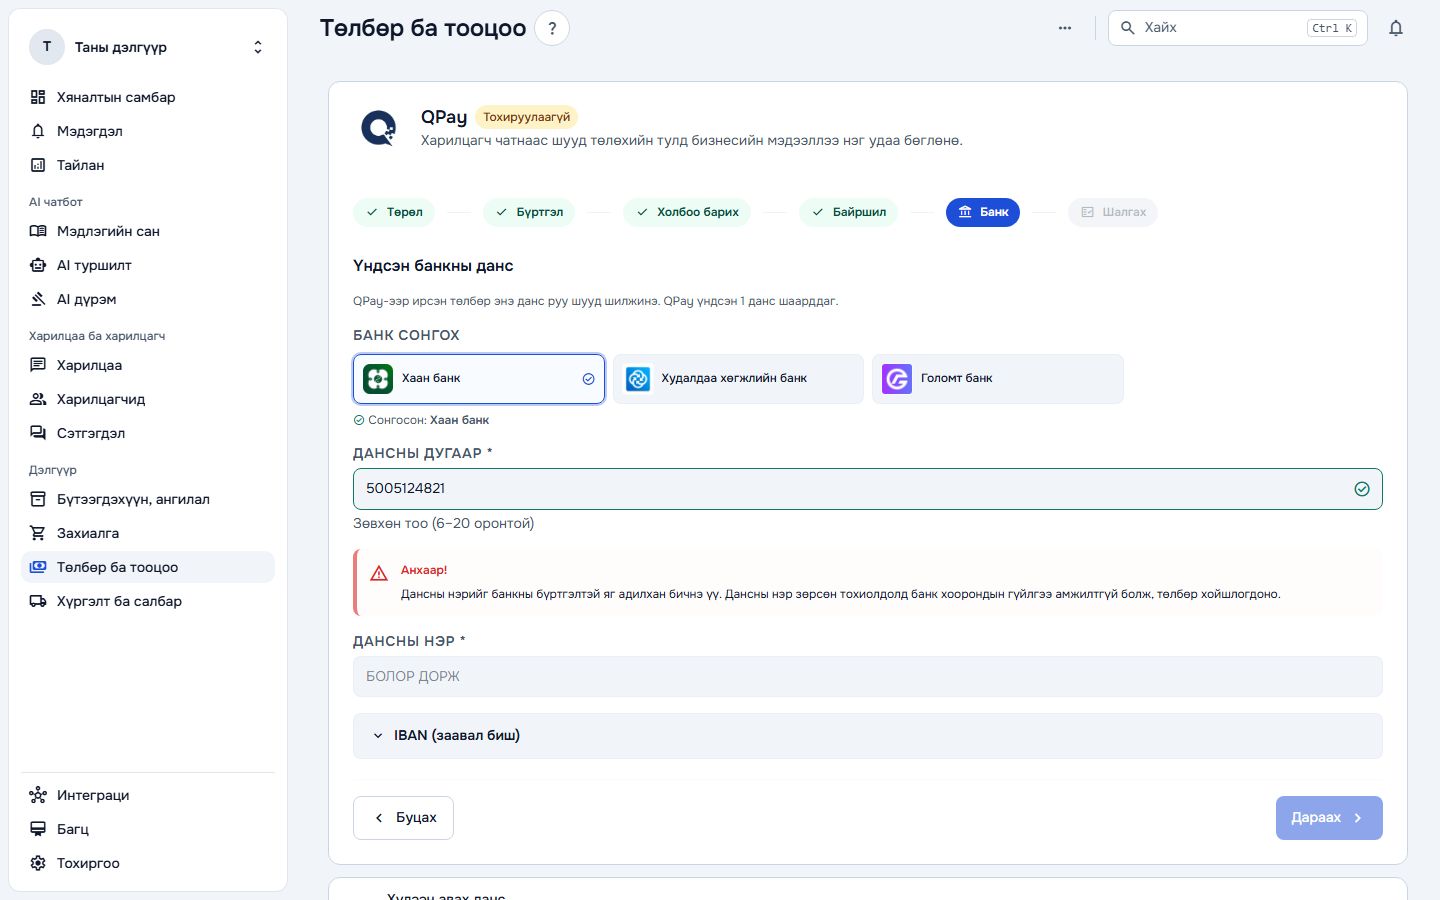 Т
Таны дэлгүүр
Хяналтын самбар
Мэдэгдэл
Тайлан
AI чатбот
Мэдлэгийн сан
AI туршилт
AI дүрэм
Харилцаа ба харилцагч
Харилцаа
Харилцагчид
Сэтгэгдэл
Дэлгүүр
Бүтээгдэхүүн, ангилал
Захиалга
Төлбөр ба тооцоо
Хүргэлт ба салбар
Интеграци
Багц
Тохиргоо
Төлбөр ба тооцоо ?
Хайх Ctrl K
QPay Тохируулаагүй
Харилцагч чатнаас шууд төлөхийн тулд бизнесийн мэдээллээ нэг удаа бөглөнө.
Төрөл Бүртгэл Холбоо барих Байршил Банк Шалгах
Үндсэн банкны данс
QPay-ээр ирсэн төлбөр энэ данс руу шууд шилжинэ. QPay үндсэн 1 данс шаарддаг.
БАНК СОНГОХ
Хаан банк
Худалдаа хөгжлийн банк
Голомт банк
Сонгосон: Хаан банк
ДАНСНЫ ДУГААР *
5005124821
Зөвхөн тоо (6–20 оронтой)
Анхаар!
Дансны нэрийг банкны бүртгэлтэй яг адилхан бичнэ үү. Дансны нэр зөрсөн тохиолдолд банк хоорондын гүйлгээ амжилтгүй болж, төлбөр хойшлогдоно.
ДАНСНЫ НЭР *
БОЛОР ДОРЖ
IBAN (заавал биш)
Буцах
Дараах
Хүлээн авах данс